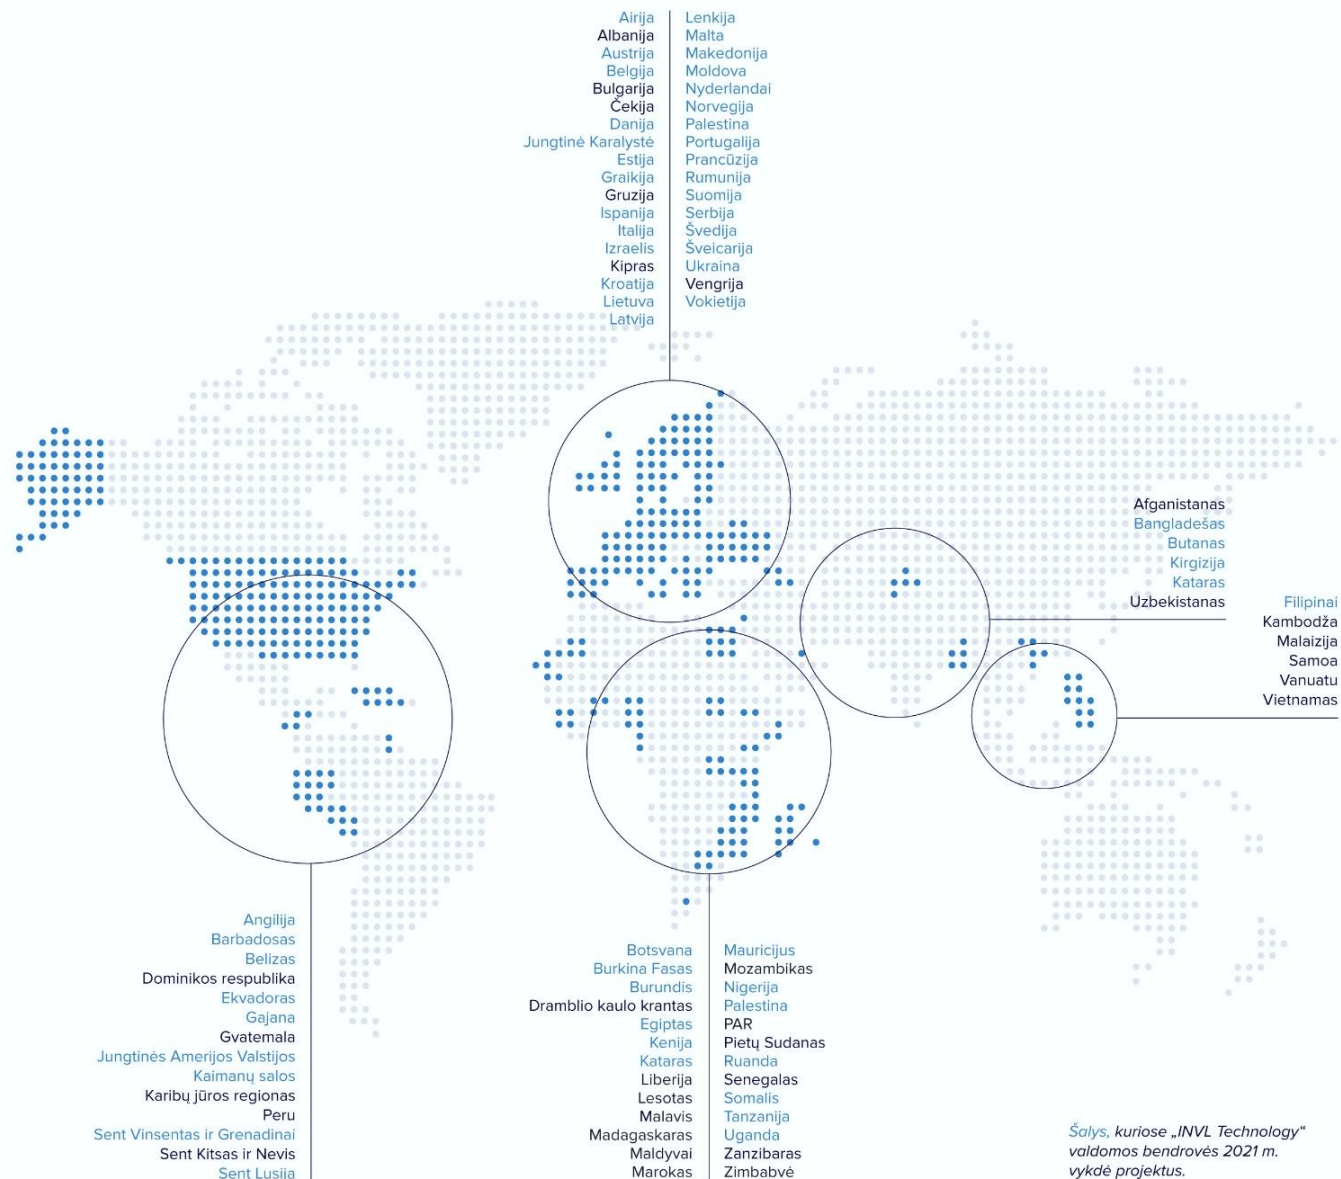 Airija
Albanija
Austrija
Belgija
Bulgarija
Čekija
Danija
Jungtinė Karalystė
Estija
Graikija
Gruzija
Ispanija
Italija
Izraelis
Kipras
Kroatija
Lietuva
Latvija
Lenkija
Malta
Makedonija
Moldova
Nyderlandai
Norvegija
Palestina
Portugalija
Prancūzija
Rumunija
Suomija
Serbija
Švedija
Šveicarija
Ukraina
Vengrija
Vokietija
Afganistanas
Bangladešas
Butanas
Kirgizija
Kataras
Uzbekistanas
Filipinai
Kambodža
Malaizija
Samoa
Vanuatu
Vietnamas
Angilija
Barbadosas
Belizas
Dominikos respublika
Ekvadoras
Gajana
Gvatemala
Jungtinės Amerijos Valstijos
Kaimanų salos
Karibų jūros regionas
Peru
Sent Vinsentas ir Grenadinai
Sent Kitsas ir Nevis
Sent Lusija
Botsvana
Burkina Fasas
Burundis
Dramblio kaulo krantas
Egiptas
Kenija
Kataras
Liberija
Lesotas
Malavis
Madagaskaras
Maldyvai
Marokas
Mauricijus
Mozambikas
Nigerija
Palestina
PAR
Pietų Sudanas
Ruanda
Senegalas
Somalis
Tanzanija
Uganda
Zanzibaras
Zimbabvė
Šalys, kuriose „INVL Technology“
valdomos bendrovės 2021 m.
vykdė projektus.